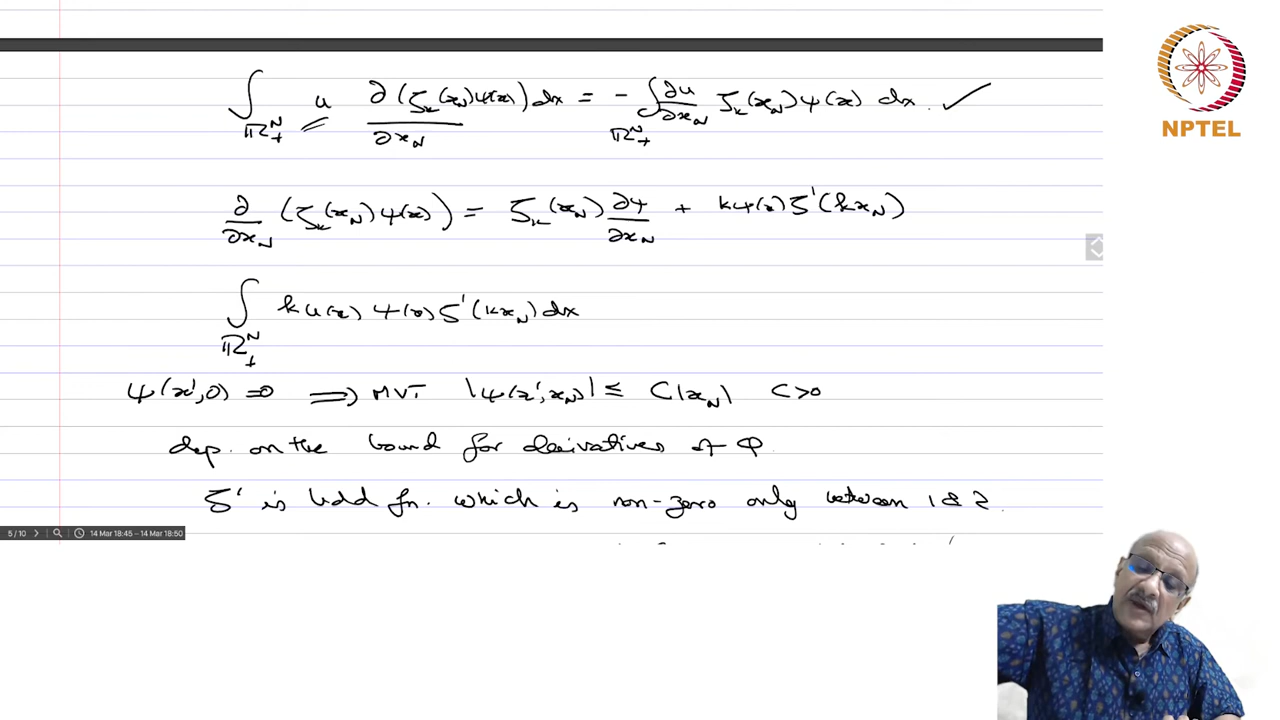 ∫_{ℝ^N_+} u ∂(ζ_k(x_N)ψ(x))/∂x_N dx = - ∫_{ℝ^N_+} ∂u/∂x_N ζ_k(x_N)ψ(x) dx. ✓
NPTEL
∂/∂x_N (ζ_k(x_N)ψ(x)) = ζ_k(x_N) ∂ψ/∂x_N + kψ(x)ζ'(kx_N)
∫_{ℝ^N_+} k u(x) ψ(x) ζ'(kx_N) dx
ψ(x',0) = 0 ⟹ MVT |ψ(x',x_N)| ≤ C|x_N| C>0
dep. on the bound for derivatives of φ.
ζ' is bdd fn. which is non-zero only between 1 & 2.
5 / 10 14 Mar 18:45 – 14 Mar 18:50